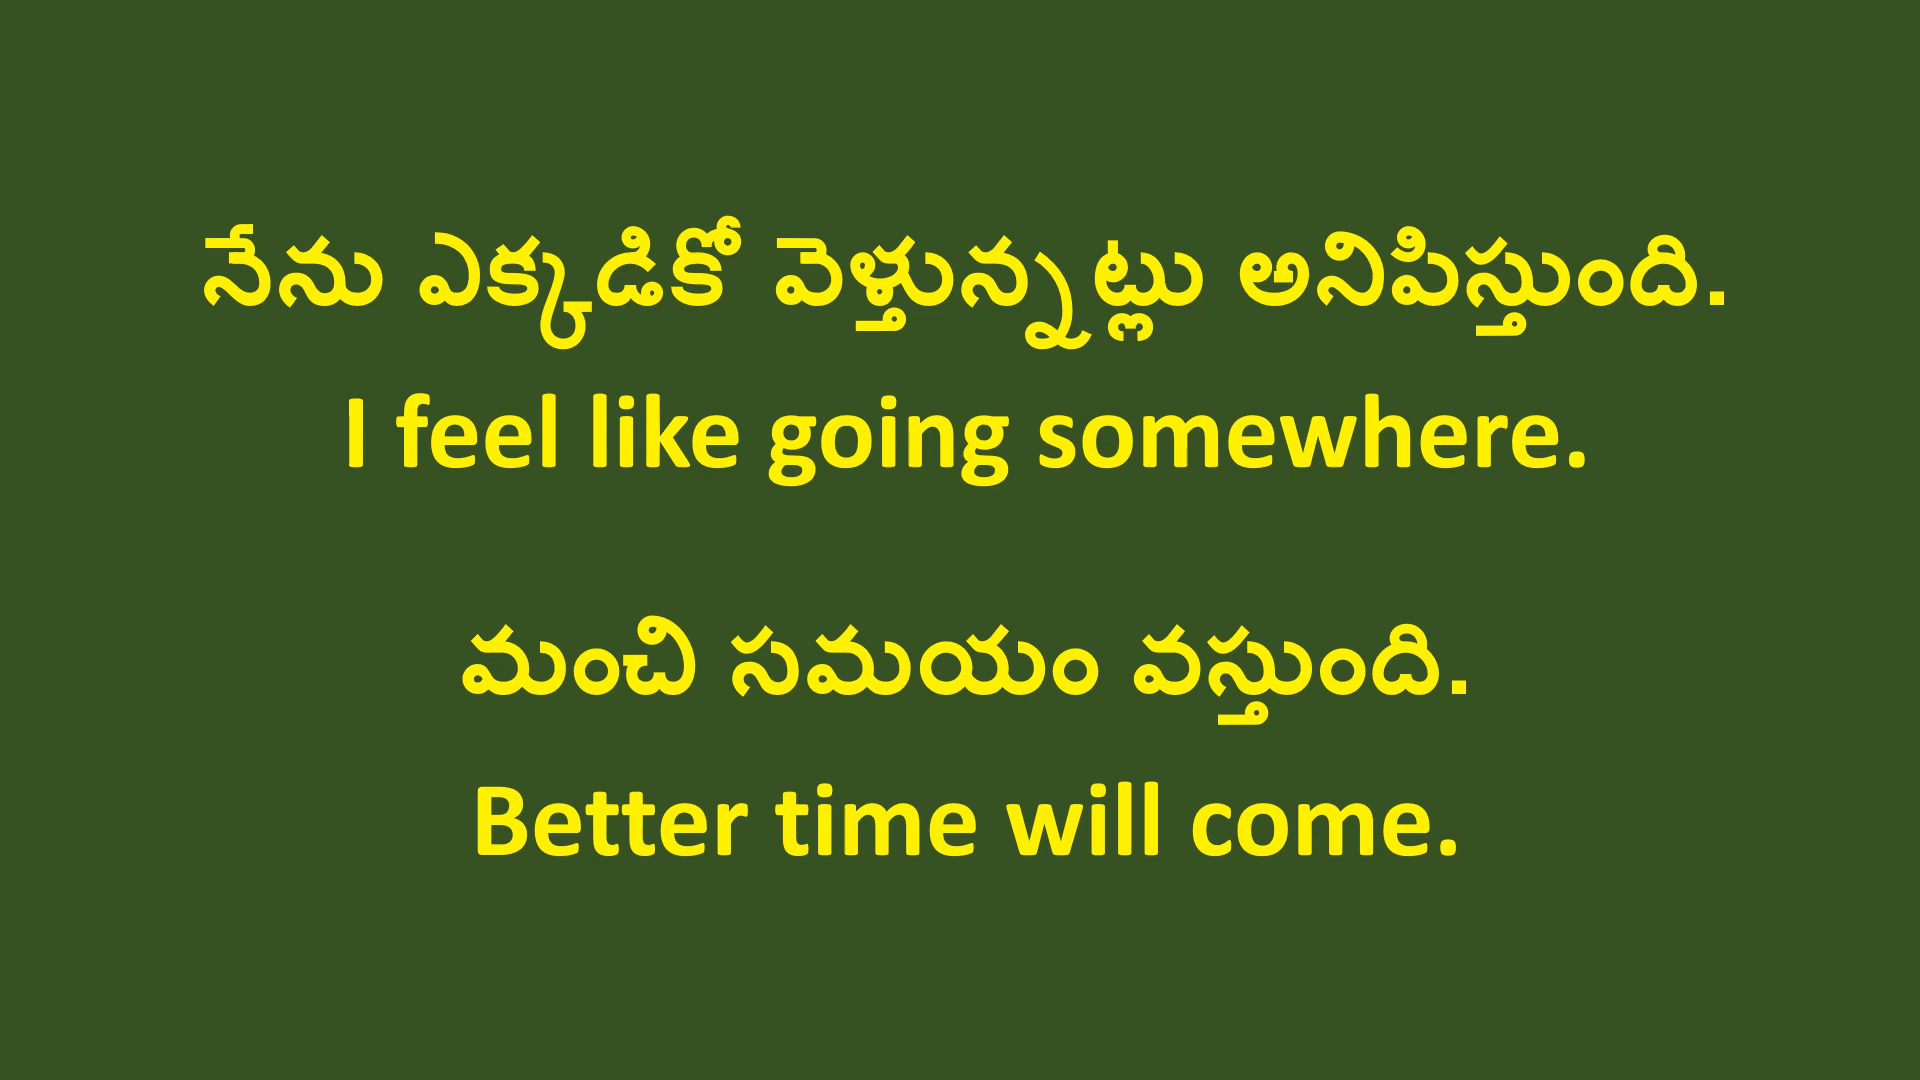 నేను ఎక్కడికో వెళ్తున్నట్లు అనిపిస్తుంది.
I feel like going somewhere.
మంచి సమయం వస్తుంది.
Better time will come.